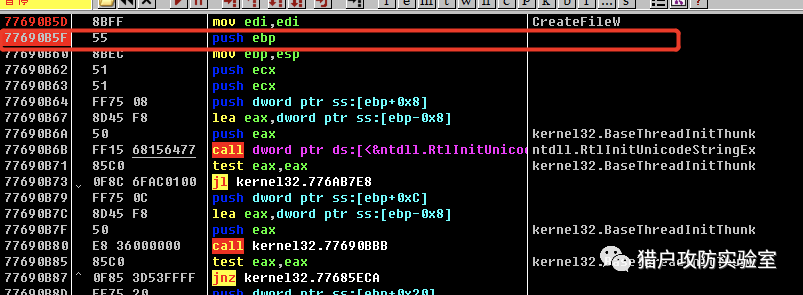 l e m t w h c P k b r ... s ?
77690B5D 8BFF mov edi,edi CreateFileW
77690B5F 55 push ebp
77690B60 8BEC mov ebp,esp
77690B62 51 push ecx
77690B63 51 push ecx
77690B64 FF75 08 push dword ptr ss:[ebp+0x8]
77690B67 8D45 F8 lea eax,dword ptr ss:[ebp-0x8]
77690B6A 50 push eax kernel32.BaseThreadInitThunk
77690B6B FF15 68156477 call dword ptr ds:[<&ntdll.RtlInitUnico ntdll.RtlInitUnicodeStringEx
77690B71 85C0 test eax,eax kernel32.BaseThreadInitThunk
77690B73 0F8C 6FAC0100 jl kernel32.776AB7E8
77690B79 FF75 0C push dword ptr ss:[ebp+0xC]
77690B7C 8D45 F8 lea eax,dword ptr ss:[ebp-0x8]
77690B7F 50 push eax kernel32.BaseThreadInitThunk
77690B80 E8 36000000 call kernel32.77690BBB
77690B85 85C0 test eax,eax
77690B87 0F85 3D53FFFF jnz kernel32.77685ECA
77690B8D FF75 20 push dword ptr ss:[ebp+0x20]
猎户攻防实验室